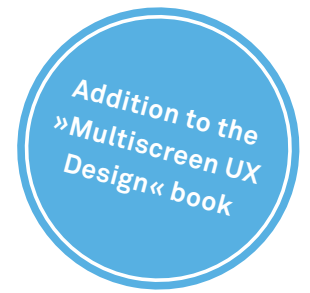 Addition to the
»Multiscreen UX
Design« book